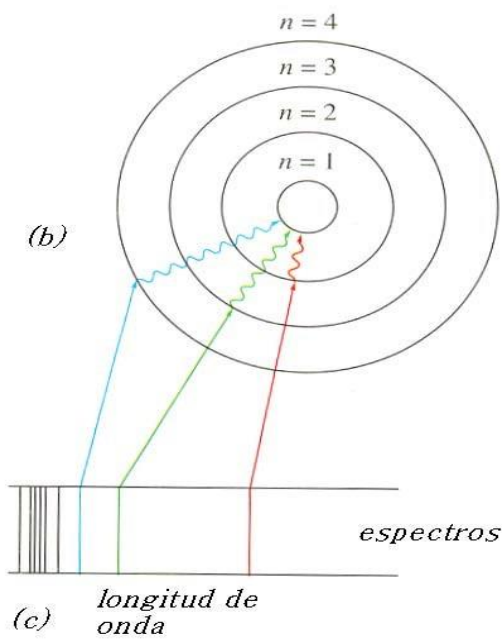 n = 4
n = 3
n = 2
n = 1
(b)
espectros
(c) longitud de
onda